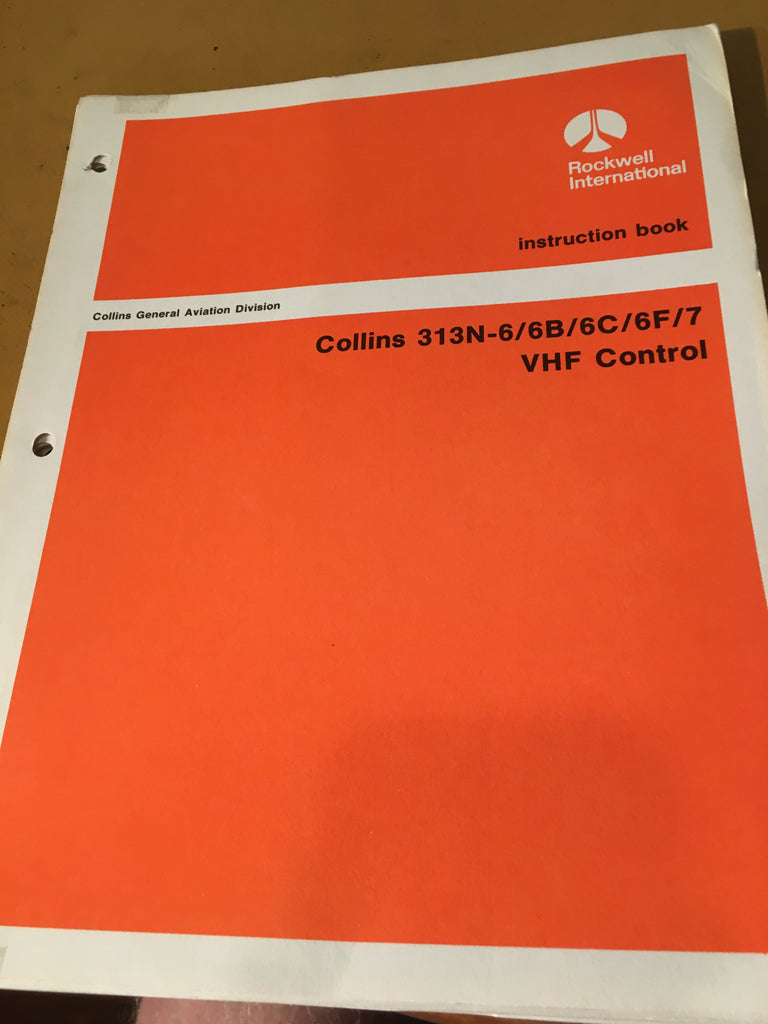 Rockwell
International
instruction book
Collins General Aviation Division
Collins 313N-6/6B/6C/6F/7
VHF Control